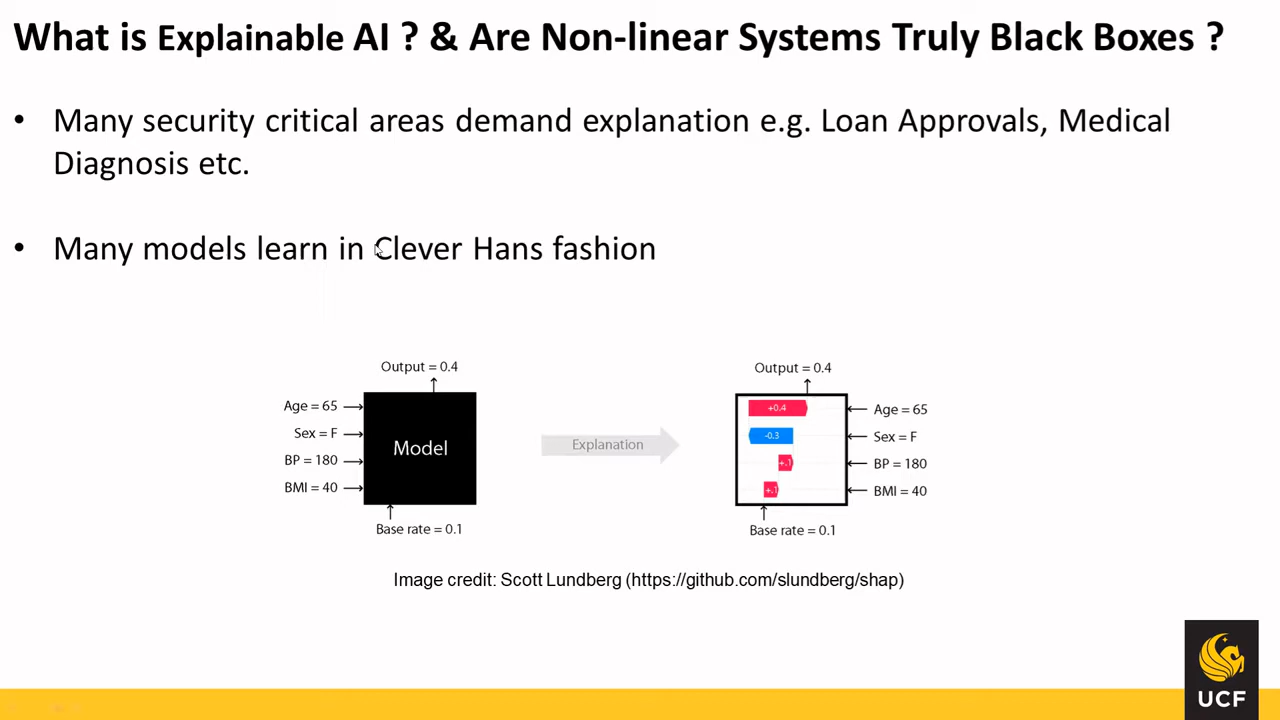 What is Explainable AI ? & Are Non-linear Systems Truly Black Boxes ?
• Many security critical areas demand explanation e.g. Loan Approvals, Medical
Diagnosis etc.
• Many models learn in Clever Hans fashion
Output = 0.4
Age = 65
Sex = F
BP = 180
BMI = 40
Model
Base rate = 0.1
Explanation
Output = 0.4
+0.4
-0.3
+.1
+.1
Age = 65
Sex = F
BP = 180
BMI = 40
Base rate = 0.1
Image credit: Scott Lundberg (https://github.com/slundberg/shap)
UCF